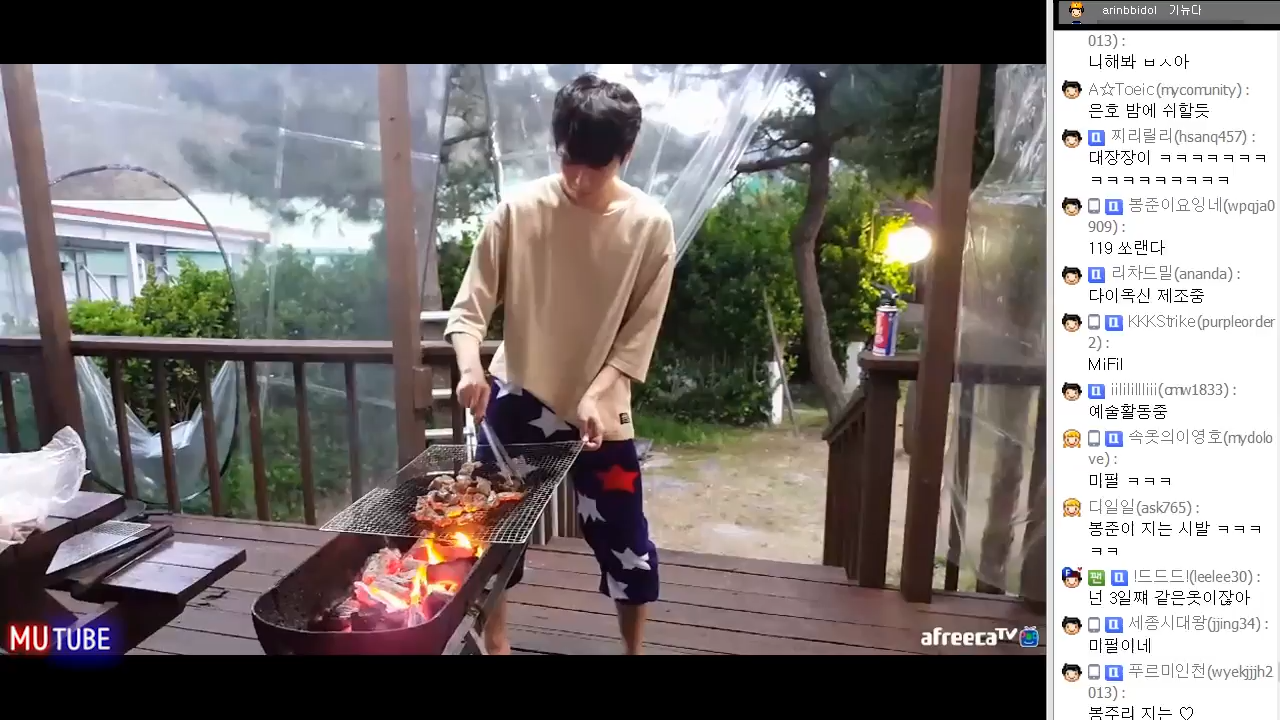 arinbbidol 기뉴다
013) :
니해봐 ㅂㅅ아
A☆Toeic(mycomunity) :
은호 밤에 쉬할듯
찌리릴리(hsanq457) :
대장장이 ㅋㅋㅋㅋㅋㅋㅋ
ㅋㅋㅋㅋㅋㅋㅋㅋㅋ
봉준이요잉네(wpqja0
909) :
119 쏘랜다
리차드밀(ananda) :
다이옥신 제조중
KKK-Strike(purpleorder
2) :
MiFil
iiliiliiiiii(cmw1833) :
예술활동중
속초의이영호(mydolo
ve) :
미필 ㅋㅋㅋ
디일일(ask765) :
봉준이 지는 시발 ㅋㅋㅋ
ㅋㅋ
팬 !드드드(leelee30) :
넌 3일째 같은옷이잖아
세종시대왕(jjing34) :
미필이네
푸르미인천(wyekjjjh2
013) :
봉주리 지는 ♡
MUTUBE
afreecaTV